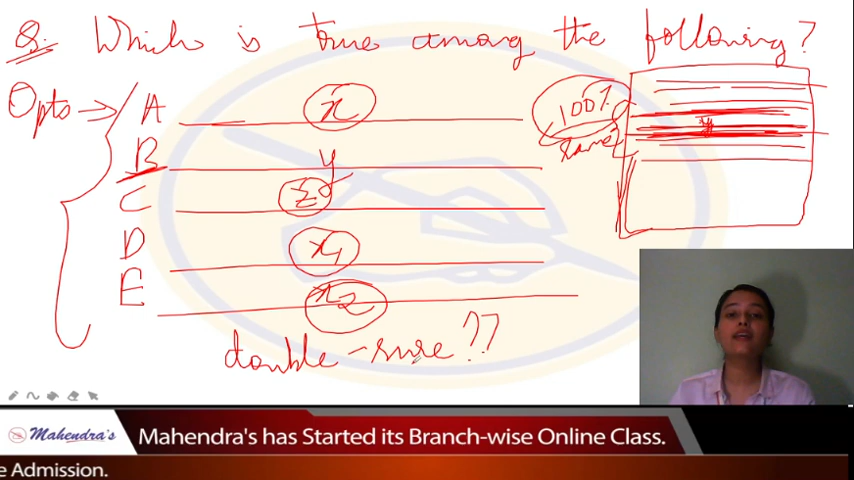 Q. Which is true among the following?
Opts → A x
B y
C z
D x1
E x2
100%
same
double-sure??
Mahendra's
Mahendra's has Started its Branch-wise Online Class.
e Admission.